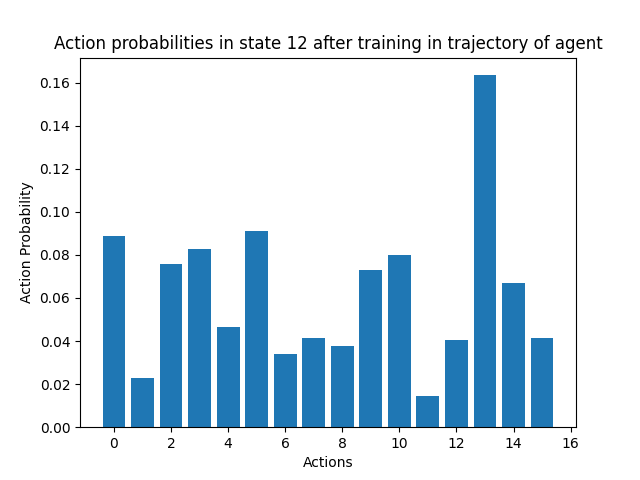 Action probabilities in state 12 after training in trajectory of agent
0.16
0.14
0.12
0.10
0.08
0.06
0.04
0.02
0.00
Action Probability
0 2 4 6 8 10 12 14 16
Actions